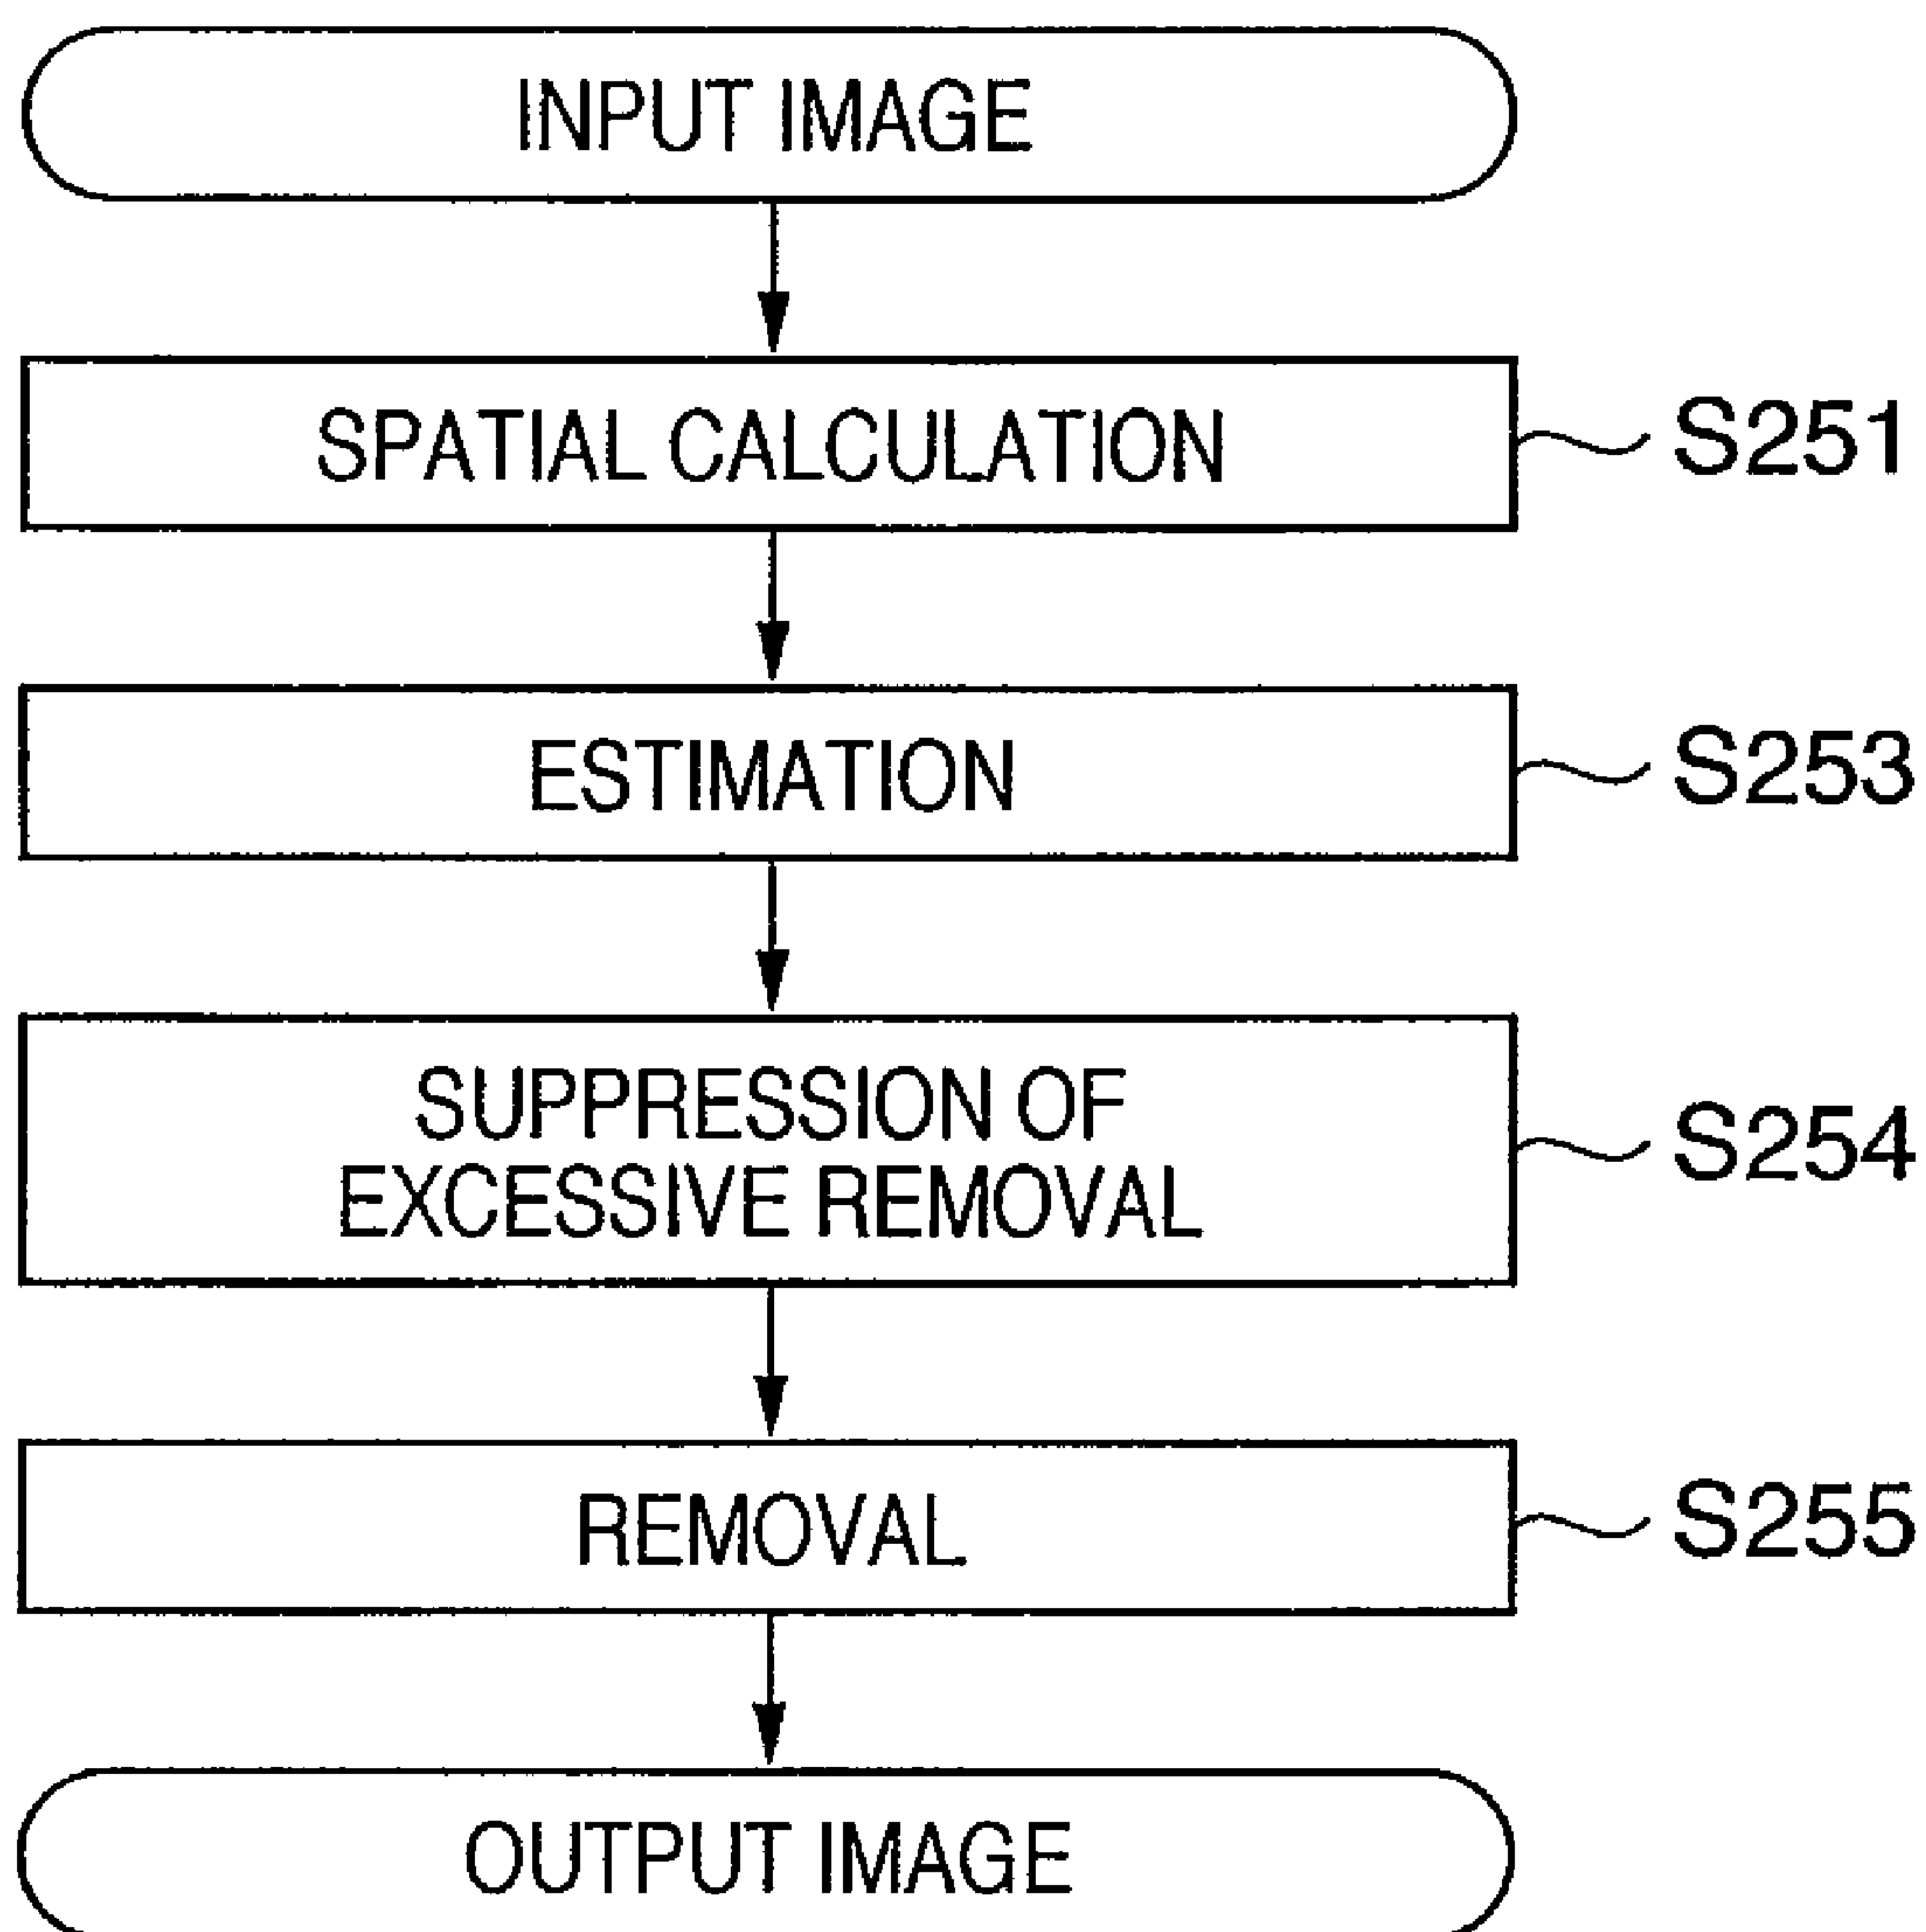 INPUT IMAGE
SPATIAL CALCULATION
S251
ESTIMATION
S253
SUPPRESSION OF
EXCESSIVE REMOVAL
S254
REMOVAL
S255
OUTPUT IMAGE